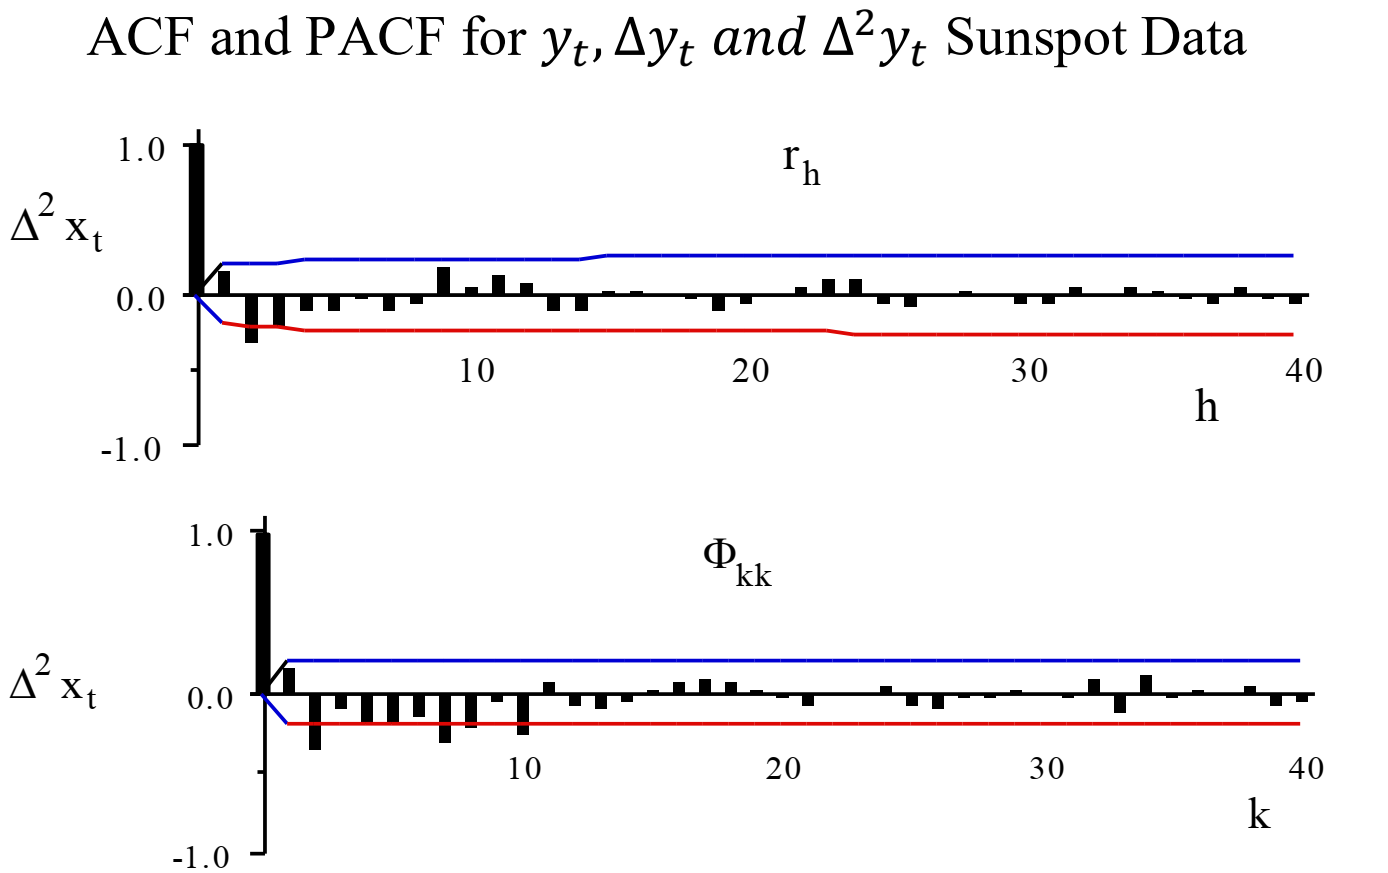 ACF and PACF for yₜ, Δyₜ and Δ²yₜ Sunspot Data
1.0
rₕ
Δ² xₜ
0.0
10 20 30 40
h
-1.0
1.0
Φₖₖ
Δ² xₜ
0.0
10 20 30 40
k
-1.0